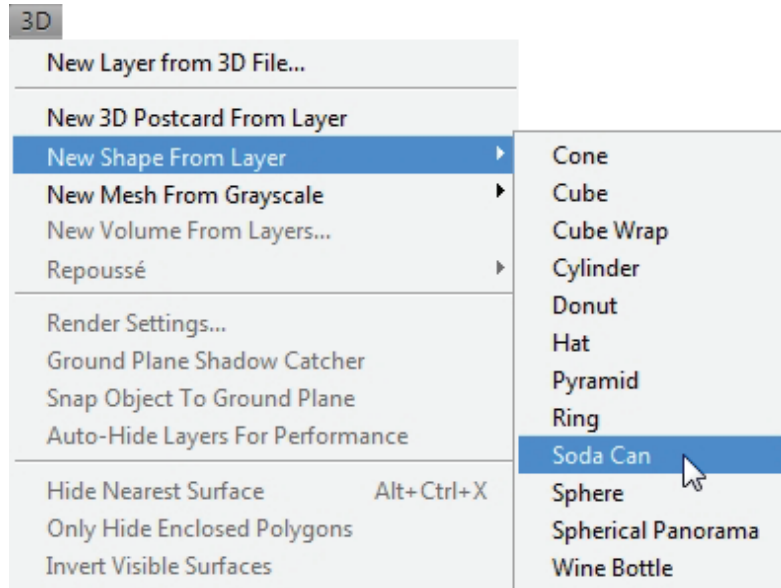 3D
New Layer from 3D File...
New 3D Postcard From Layer
New Shape From Layer
New Mesh From Grayscale
New Volume From Layers...
Repoussé
Render Settings...
Ground Plane Shadow Catcher
Snap Object To Ground Plane
Auto-Hide Layers For Performance
Hide Nearest Surface Alt+Ctrl+X
Only Hide Enclosed Polygons
Invert Visible Surfaces
Cone
Cube
Cube Wrap
Cylinder
Donut
Hat
Pyramid
Ring
Soda Can
Sphere
Spherical Panorama
Wine Bottle